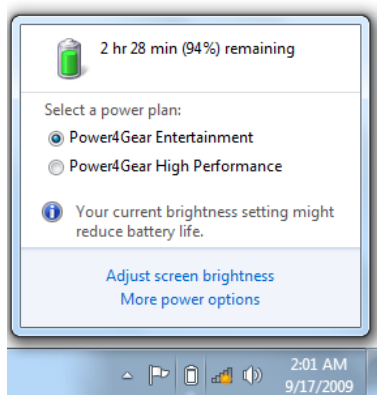 2 hr 28 min (94%) remaining
Select a power plan:
Power4Gear Entertainment
Power4Gear High Performance
Your current brightness setting might
reduce battery life.
Adjust screen brightness
More power options
2:01 AM
9/17/2009